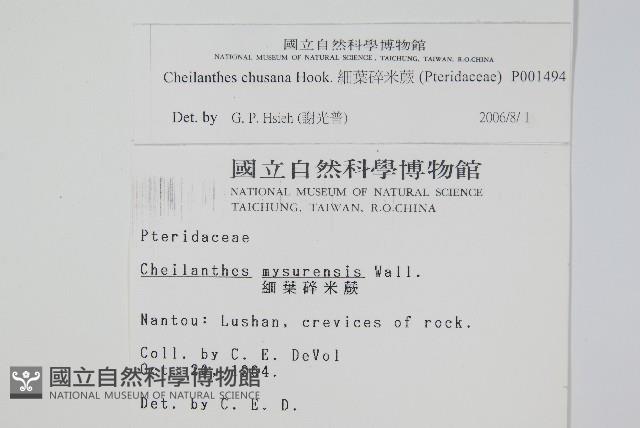 國立自然科學博物館
NATIONAL MUSEUM OF NATURAL SCIENCE, TAICHUNG, TAIWAN, R.O.CHINA
Cheilanthes chusana Hook. 細葉碎米蕨 (Pteridaceae) P001494
Det. by G. P. Hsieh (謝光普) 2006/8/1
國立自然科學博物館
NATIONAL MUSEUM OF NATURAL SCIENCE
TAICHUNG, TAIWAN, R.O.CHINA
Pteridaceae
Cheilanthes mysurensis Wall.
細葉碎米蕨
Nantou: Lushan, crevices of rock.
Coll. by C. E. DeVol
Oct.
Det. by C. E. D.
國立自然科學博物館
NATIONAL MUSEUM OF NATURAL SCIENCE